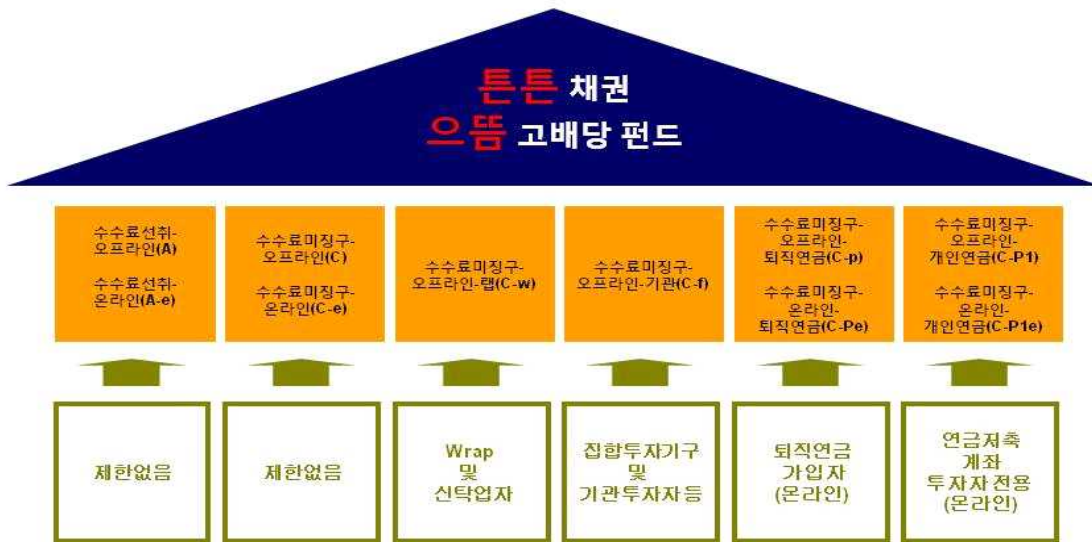 튼튼 채권
으뜸 고배당 펀드
수수료선취-
오프라인(A)
수수료선취-
온라인(A-e)
수수료미징구-
오프라인(C)
수수료미징구-
온라인(C-e)
수수료미징구-
오프라인-랩(C-w)
수수료미징구-
오프라인-기관(C-f)
수수료미징구-
오프라인-
퇴직연금(C-p)
수수료미징구-
온라인-
퇴직연금(C-Pe)
수수료미징구-
오프라인-
개인연금(C-P1)
수수료미징구-
온라인-
개인연금(C-P1e)
제한없음
제한없음
Wrap
및
신탁업자
집합투자기구
및
기관투자자등
퇴직연금
가입자
(온라인)
연금저축
계좌
투자자전용
(온라인)